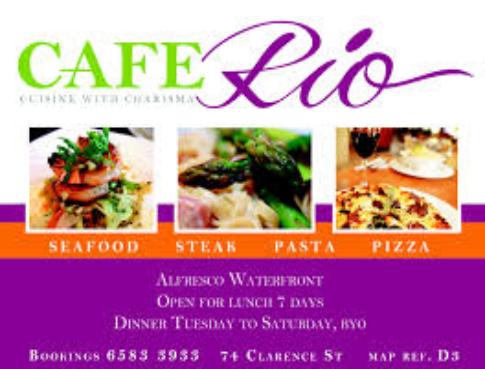 CAFE Rio
CUISINE WITH CHARISMA
SEAFOOD STEAK PASTA PIZZA
ALFRESCO WATERFRONT
OPEN FOR LUNCH 7 DAYS
DINNER TUESDAY TO SATURDAY, BYO
BOOKINGS 6583 3933 74 CLARENCE ST MAP REF. D3